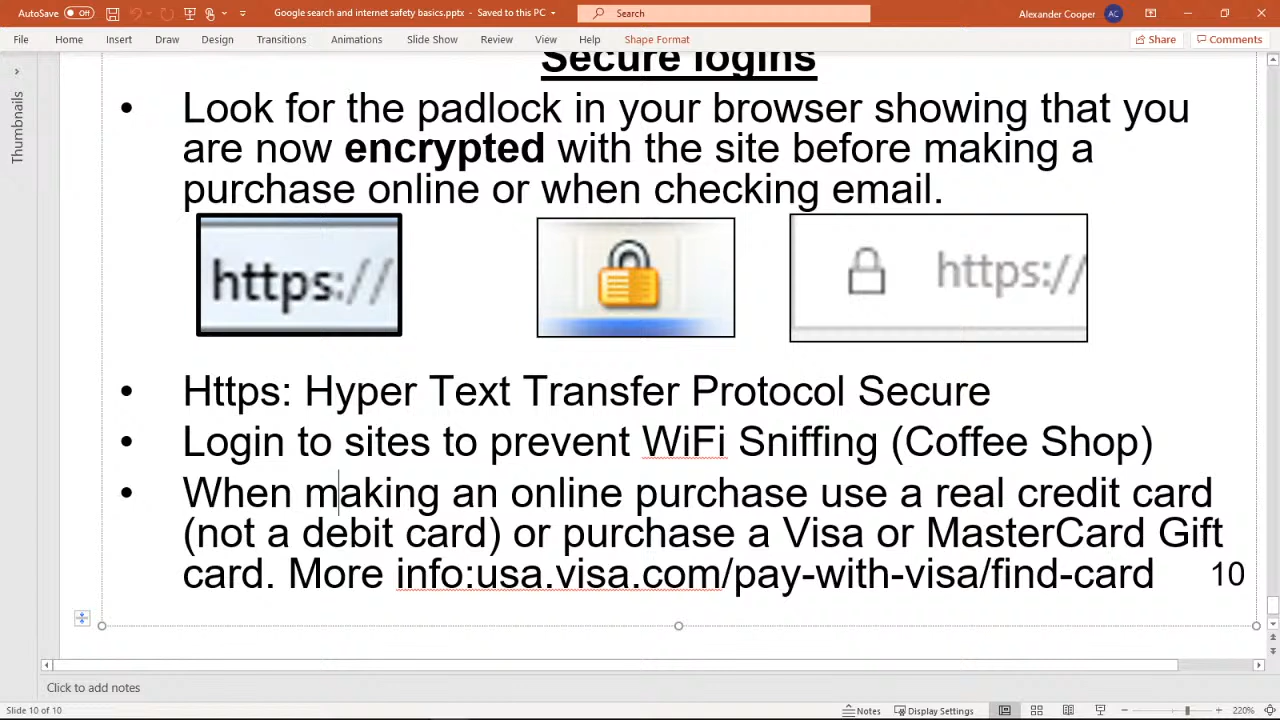 AutoSave Off
Google search and internet safety basics.pptx - Saved to this PC
Search
Alexander Cooper AC
File Home Insert Draw Design Transitions Animations Slide Show Review View Help Shape Format Share Comments
Thumbnails
Secure logins
• Look for the padlock in your browser showing that you
are now encrypted with the site before making a
purchase online or when checking email.
https://
https://
• Https: Hyper Text Transfer Protocol Secure
• Login to sites to prevent WiFi Sniffing (Coffee Shop)
• When making an online purchase use a real credit card
(not a debit card) or purchase a Visa or MasterCard Gift
card. More info:usa.visa.com/pay-with-visa/find-card
10
Click to add notes
Slide 10 of 10 Notes Display Settings 220%